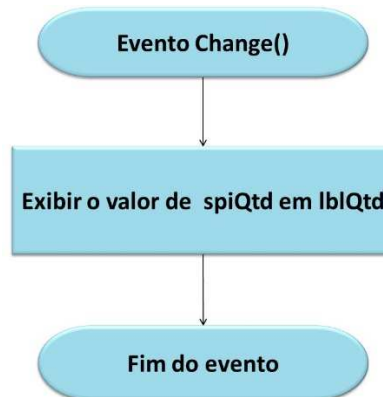 Evento Change()
Exibir o valor de spiQtd em lblQtd
Fim do evento